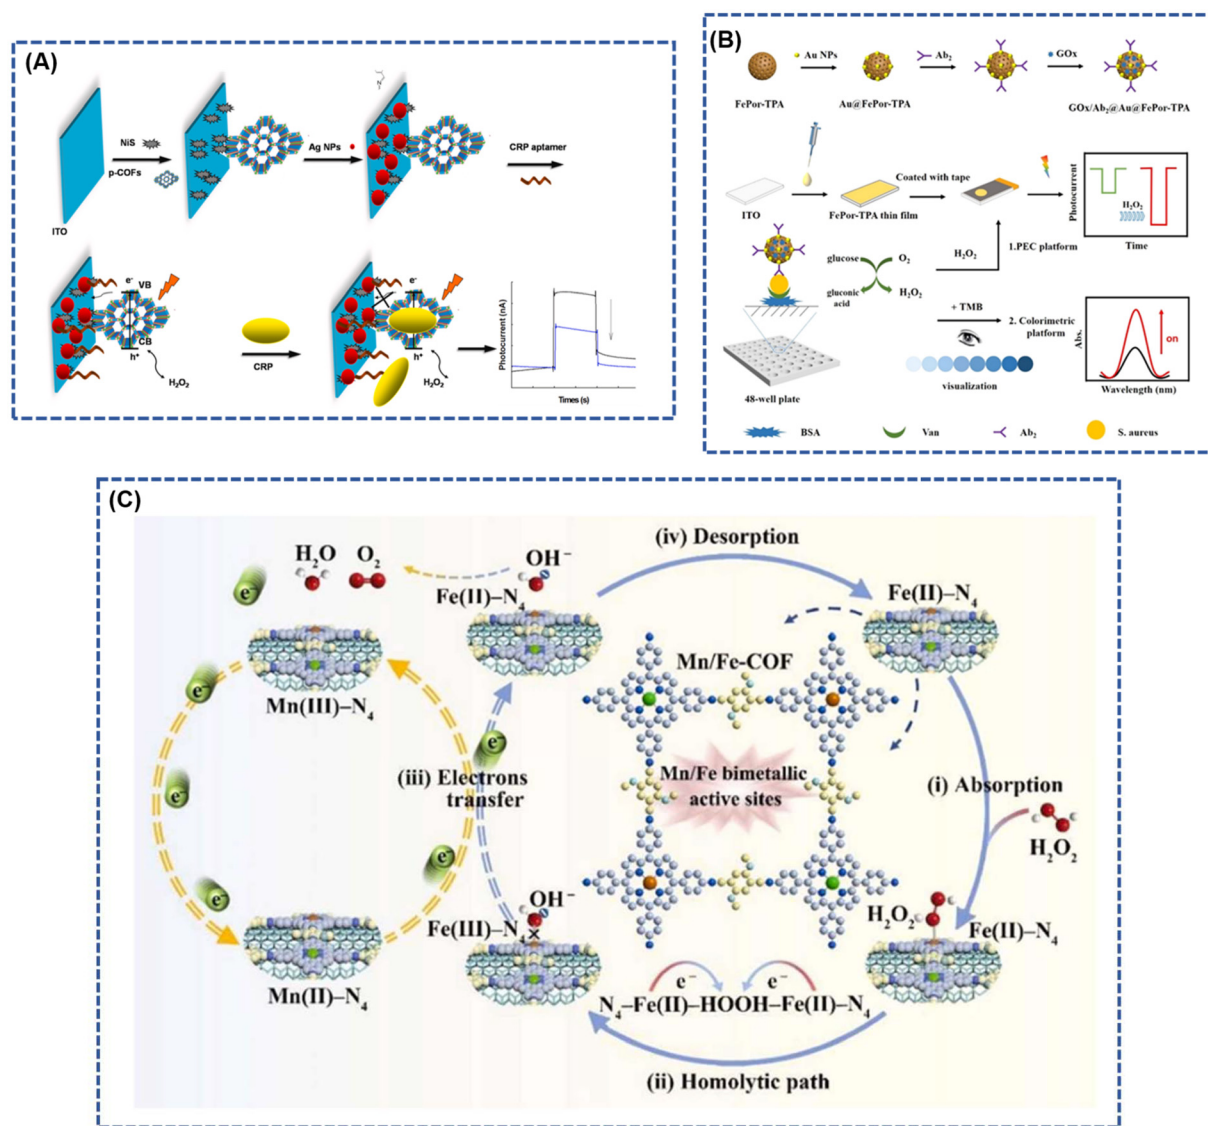 (A)
NiS
p-COFs
Ag NPs
CRP aptamer
ITO
e-
VB
CB
h+
H2O2
CRP
e-
VB
CB
h+
H2O2
Photocurrent (nA)
Times (s)
(B)
Au NPs
Ab2
GOx
FePor-TPA
Au@FePor-TPA
GOx/Ab2@Au@FePor-TPA
Coated with tape
ITO
FePor-TPA thin film
Photocurrent
H2O2
Time
1.PEC platform
glucose
O2
H2O2
gluconic
acid
H2O2
+ TMB
2. Colorimetric
platform
visualization
48-well plate
Abs.
on
Wavelength (nm)
BSA
Van
Ab2
S. aureus
(C)
(iv) Desorption
H2O
O2
OH−
e−
Fe(II)–N4
Fe(II)–N4
Mn/Fe-COF
Mn(III)–N4
e−
e−
(iii) Electrons
transfer
Mn/Fe bimetallic
active sites
(i) Absorption
H2O2
e−
e−
e−
OH−
Fe(III)–N4
H2O2
Fe(II)–N4
Mn(II)–N4
e−
e−
N4–Fe(II)–HOOH–Fe(II)–N4
(ii) Homolytic path